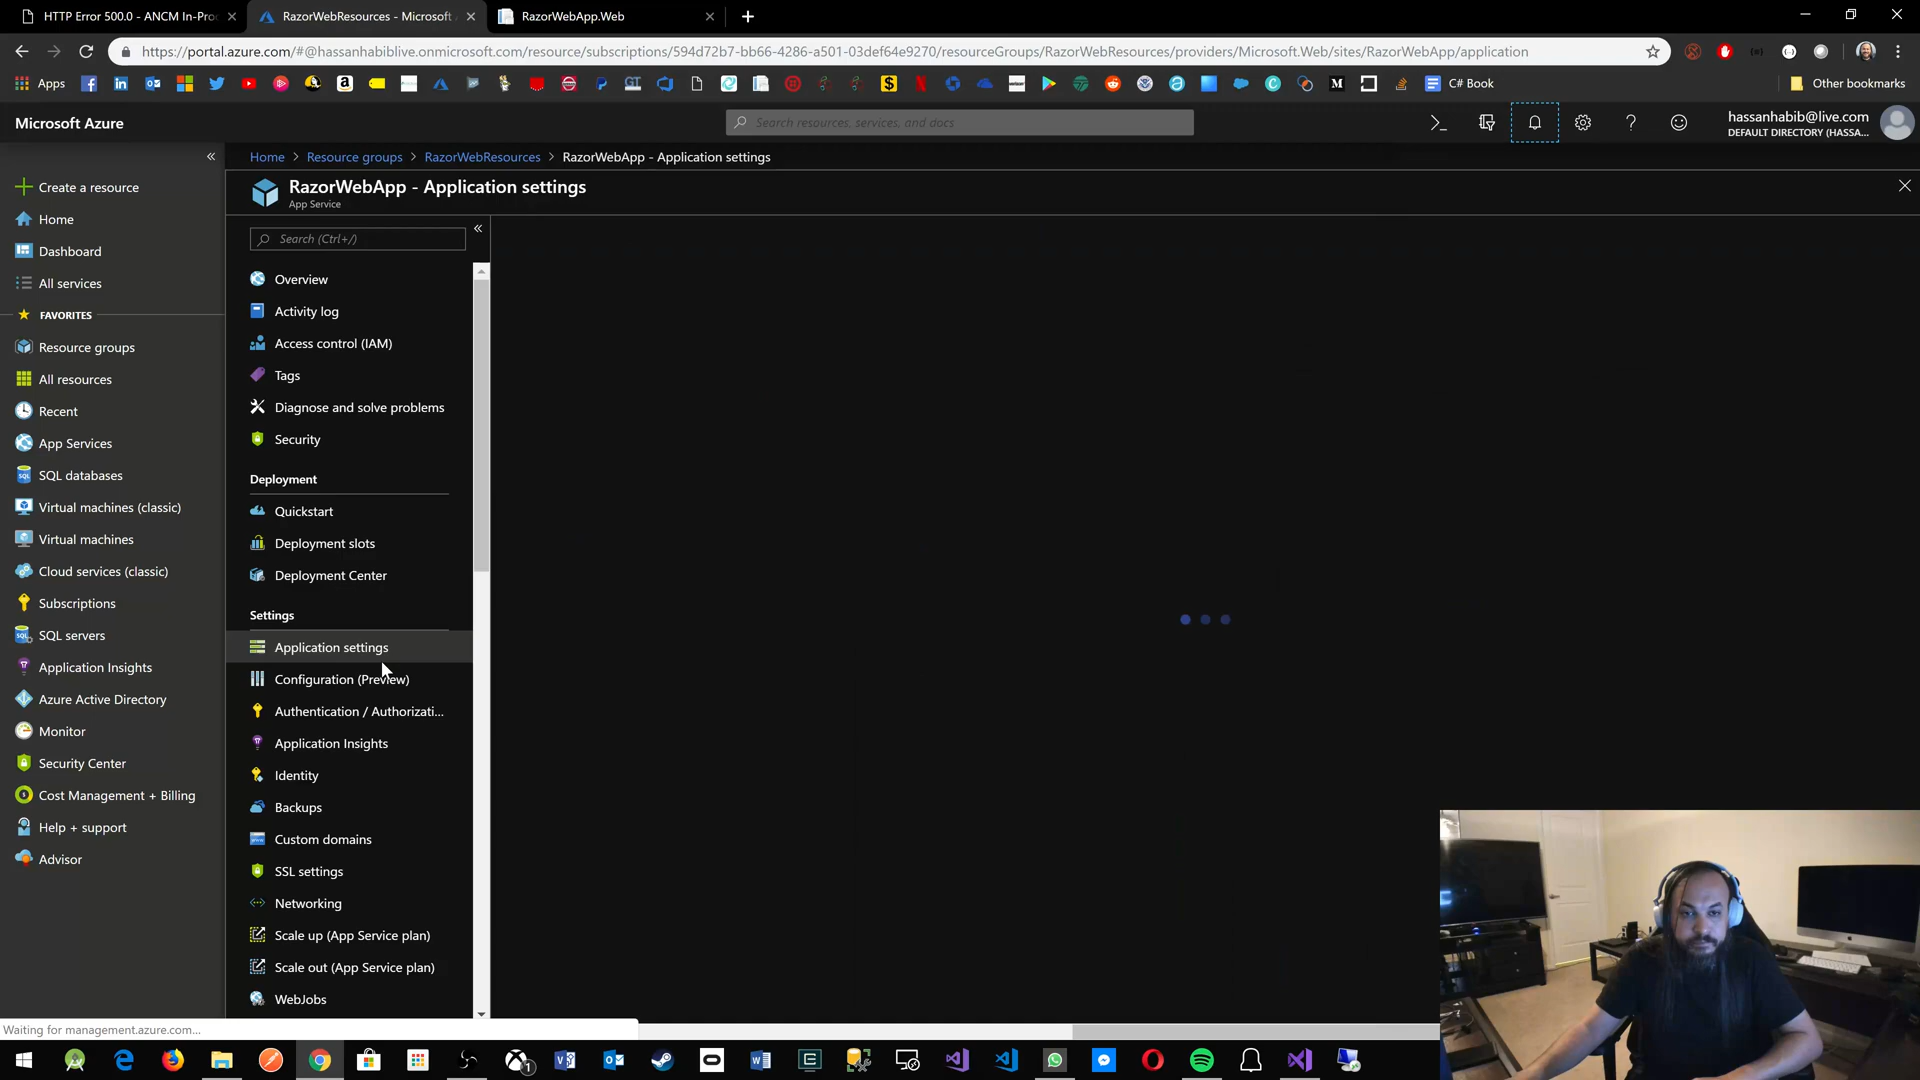 HTTP Error 500.0 - ANCM In-Proc
RazorWebResources - Microsoft
RazorWebApp.Web
https://portal.azure.com/#@hassanhabiblive.onmicrosoft.com/resource/subscriptions/594d72b7-bb66-4286-a501-03def64e9270/resourceGroups/RazorWebResources/providers/Microsoft.Web/sites/RazorWebApp/application
Apps
C# Book
Other bookmarks
Microsoft Azure
Search resources, services, and docs
hassanhabib@live.com
DEFAULT DIRECTORY (HASSA...
Create a resource
Home
Dashboard
All services
FAVORITES
Resource groups
All resources
Recent
App Services
SQL databases
Virtual machines (classic)
Virtual machines
Cloud services (classic)
Subscriptions
SQL servers
Application Insights
Azure Active Directory
Monitor
Security Center
Cost Management + Billing
Help + support
Advisor
Home > Resource groups > RazorWebResources > RazorWebApp - Application settings
RazorWebApp - Application settings
App Service
Search (Ctrl+/)
Overview
Activity log
Access control (IAM)
Tags
Diagnose and solve problems
Security
Deployment
Quickstart
Deployment slots
Deployment Center
Settings
Application settings
Configuration (Preview)
Authentication / Authorizati...
Application Insights
Identity
Backups
Custom domains
SSL settings
Networking
Scale up (App Service plan)
Scale out (App Service plan)
WebJobs
Waiting for management.azure.com...